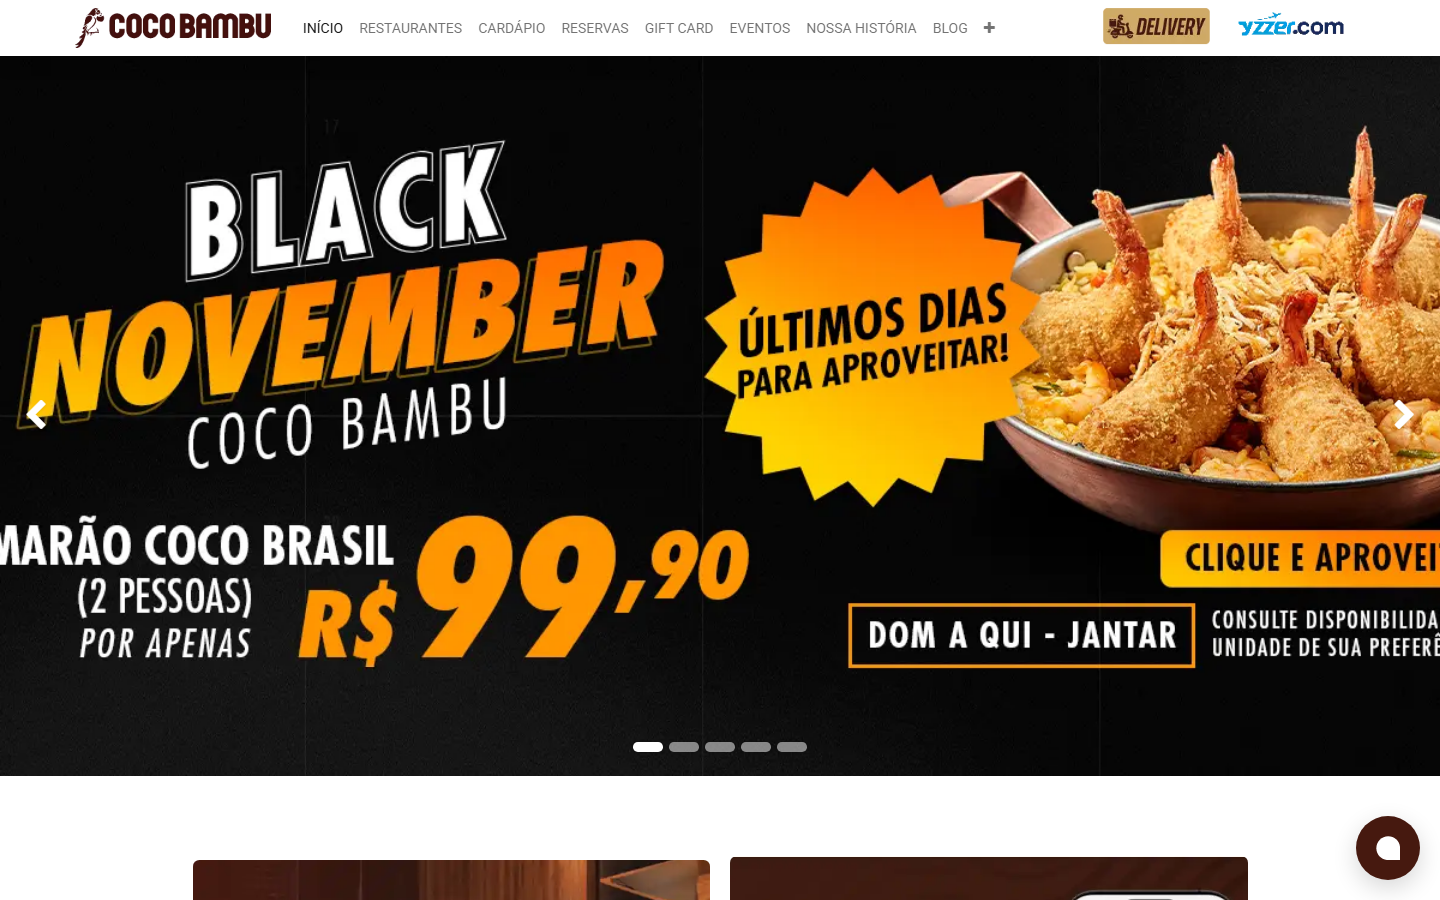 COCO BAMBU
INÍCIO
RESTAURANTES
CARDÁPIO
RESERVAS
GIFT CARD
EVENTOS
NOSSA HISTÓRIA
BLOG
+
DELIVERY
yzzer.com
BLACK
NOVEMBER
COCO BAMBU
ÚLTIMOS DIAS
PARA APROVEITAR!
MARÃO COCO BRASIL
(2 PESSOAS)
POR APENAS
R$ 99,90
CLIQUE E APROVEI
DOM A QUI - JANTAR
CONSULTE DISPONIBILIDA
UNIDADE DE SUA PREFERÊ